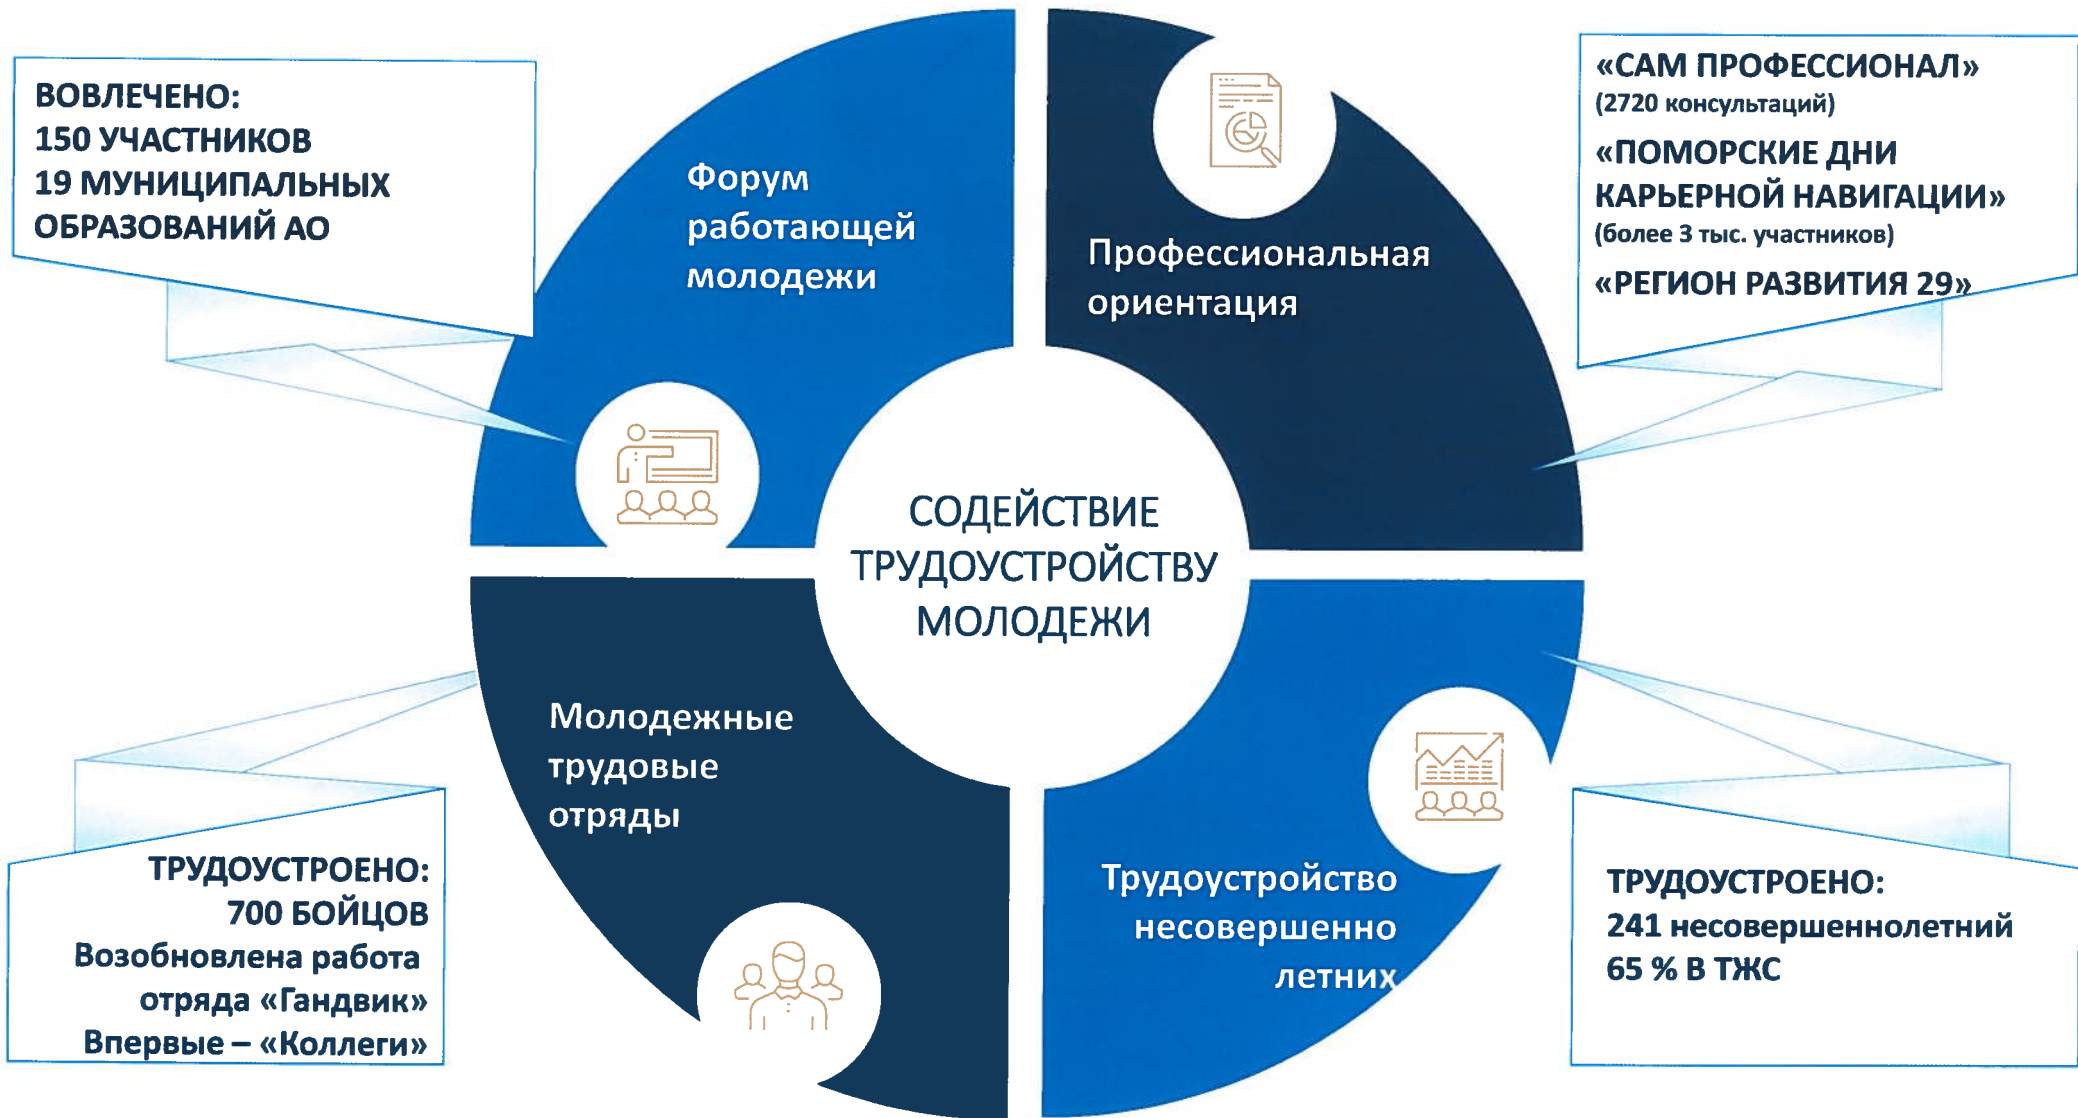 ВОВЛЕЧЕНО:
150 УЧАСТНИКОВ
19 МУНИЦИПАЛЬНЫХ
ОБРАЗОВАНИЙ АО
Форум
работающей
молодежи
Профессиональная
ориентация
«САМ ПРОФЕССИОНАЛ»
(2720 консультаций)
«ПОМОРСКИЕ ДНИ
КАРЬЕРНОЙ НАВИГАЦИИ»
(более 3 тыс. участников)
«РЕГИОН РАЗВИТИЯ 29»
СОДЕЙСТВИЕ
ТРУДОУСТРОЙСТВУ
МОЛОДЕЖИ
Молодежные
трудовые
отряды
ТРУДОУСТРОЕНО:
700 БОЙЦОВ
Возобновлена работа
отряда «Гандвик»
Впервые – «Коллеги»
Трудоустройство
несовершенно
летних
ТРУДОУСТРОЕНО:
241 несовершеннолетний
65 % В ТЖС